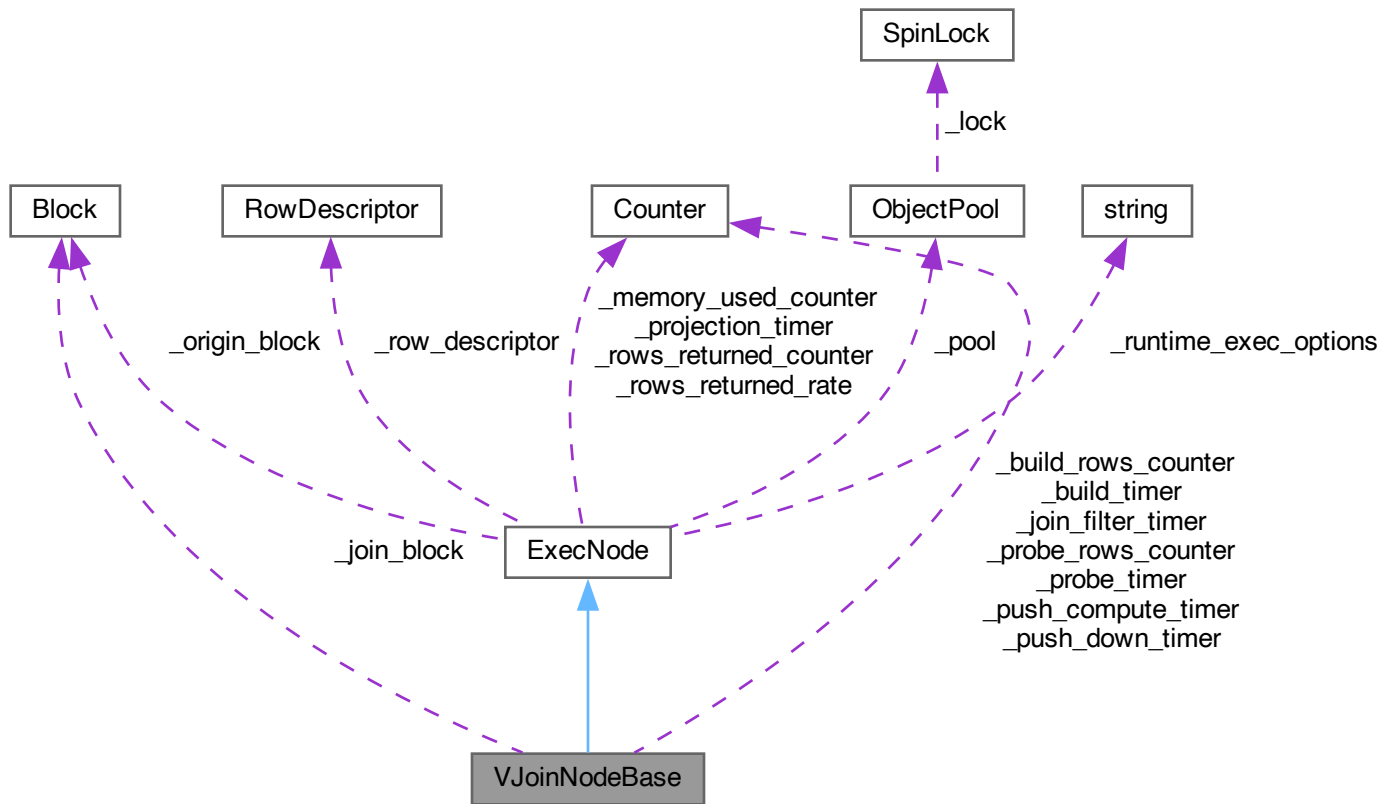 SpinLock
_lock
Block
RowDescriptor
Counter
ObjectPool
string
_memory_used_counter
_projection_timer
_rows_returned_counter
_rows_returned_rate
_origin_block
_row_descriptor
_pool
_runtime_exec_options
_build_rows_counter
_build_timer
_join_filter_timer
_probe_rows_counter
_probe_timer
_push_compute_timer
_push_down_timer
_join_block
ExecNode
VJoinNodeBase